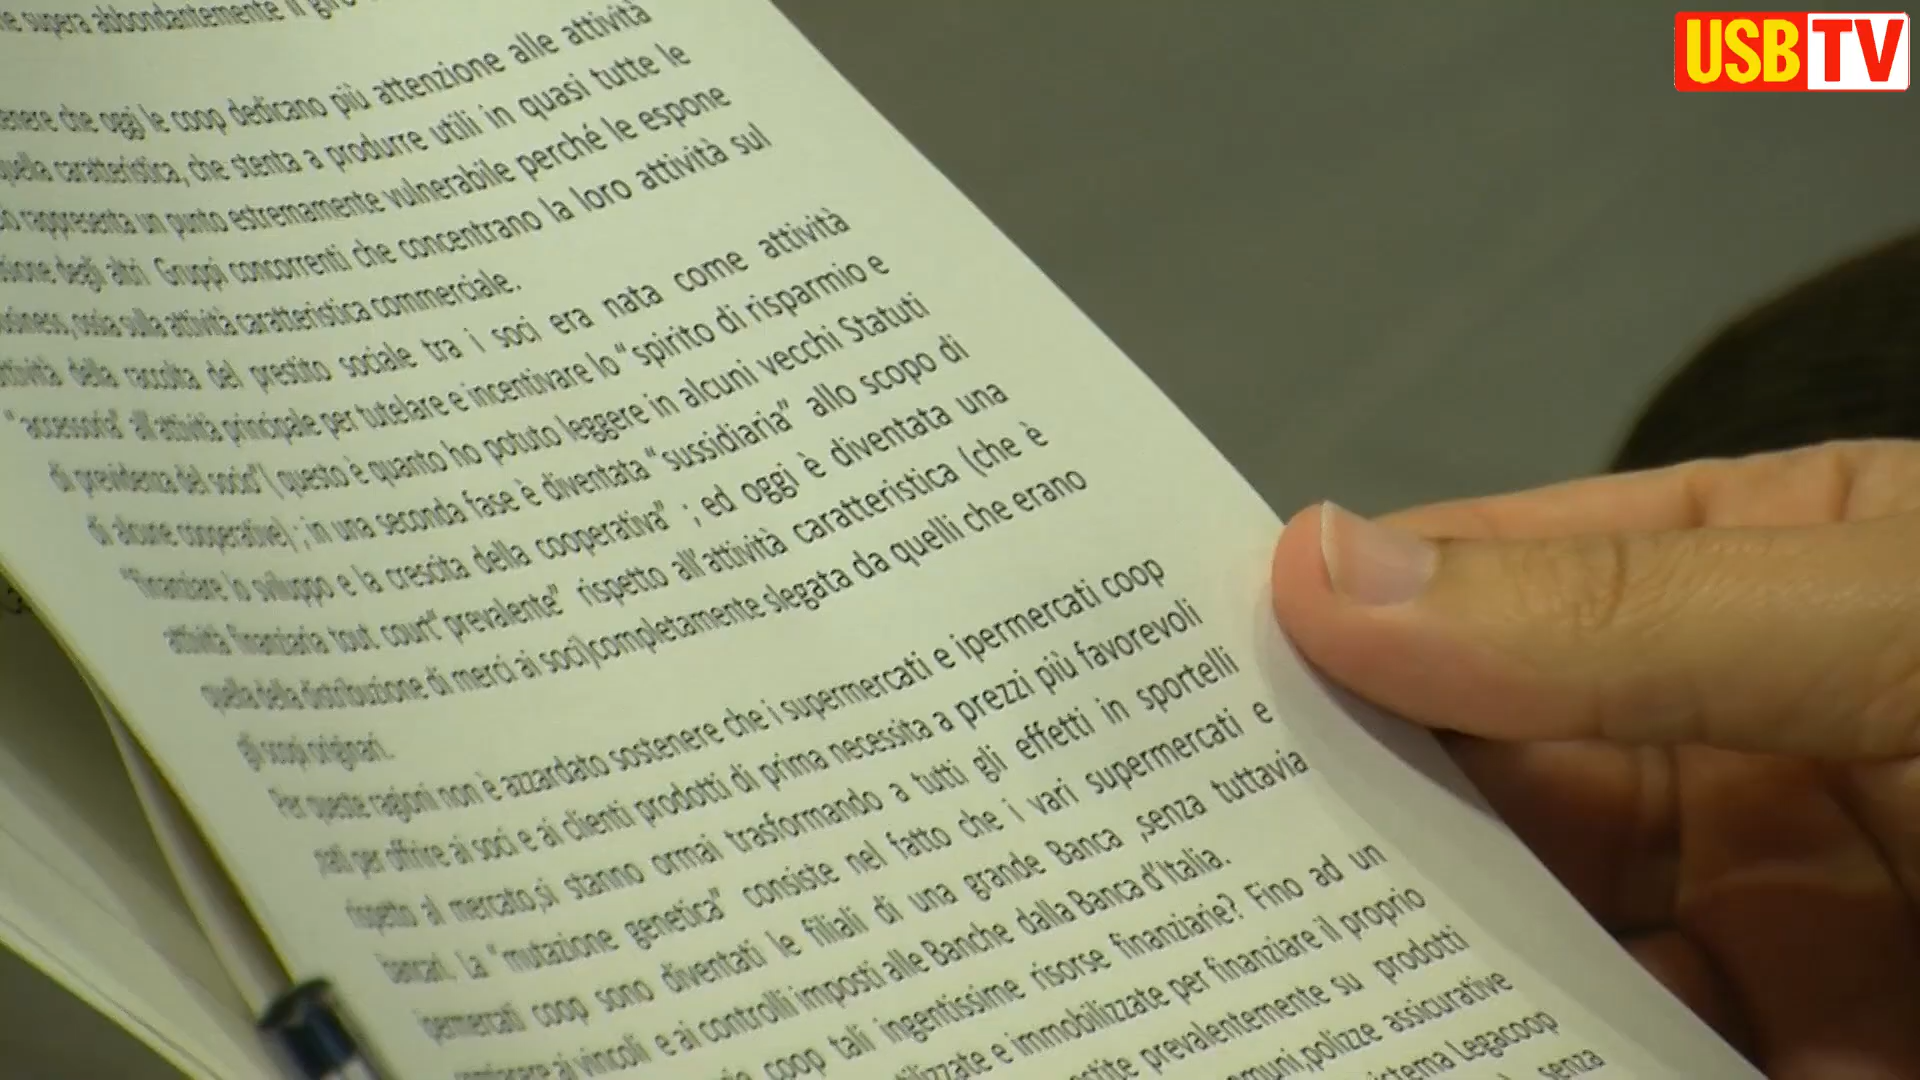 USBTV
supera abbondantemente il
che oggi le coop dedicano più attenzione alle attività
quella caratteristica, che stenta a produrre utili in quasi tutte le
rappresenta un punto estremamente vulnerabile perché le espone
degli altri Gruppi concorrenti che concentrano la loro attività sul
business, ossia sulla attività caratteristica commerciale.
attività della raccolta del prestito sociale tra i soci era nata come attività
"accessoria" all'attività principale per tutelare e incentivare lo "spirito di risparmio e
di previdenza del socio"( questo è quanto ho potuto leggere in alcuni vecchi Statuti
di alcune cooperative) ; in una seconda fase è diventata "sussidiaria" allo scopo di
"finanziare lo sviluppo e la crescita della cooperativa" ; ed oggi è diventata una
attività finanziaria tout court"prevalente" rispetto all'attività caratteristica (che è
quella della distribuzione di merci ai soci)completamente slegata da quelli che erano
gli scopi originari.
Per queste ragioni non è azzardato sostenere che i supermercati e ipermercati coop
nati per offrire ai soci e ai clienti prodotti di prima necessita a prezzi più favorevoli
rispetto al mercato,si stanno ormai trasformando a tutti gli effetti in sportelli
bancari. La "mutazione genetica" consiste nel fatto che i vari supermercati e
ipermercati coop sono diventati le filiali di una grande Banca ,senza tuttavia
ai vincoli e ai controlli imposti alle Banche dalla Banca d'Italia.
coop tali ingentissime risorse finanziarie? Fino ad un
e immobilizzate per finanziare il proprio
prevalentemente su prodotti
polizze assicurative
Legacoop
senza